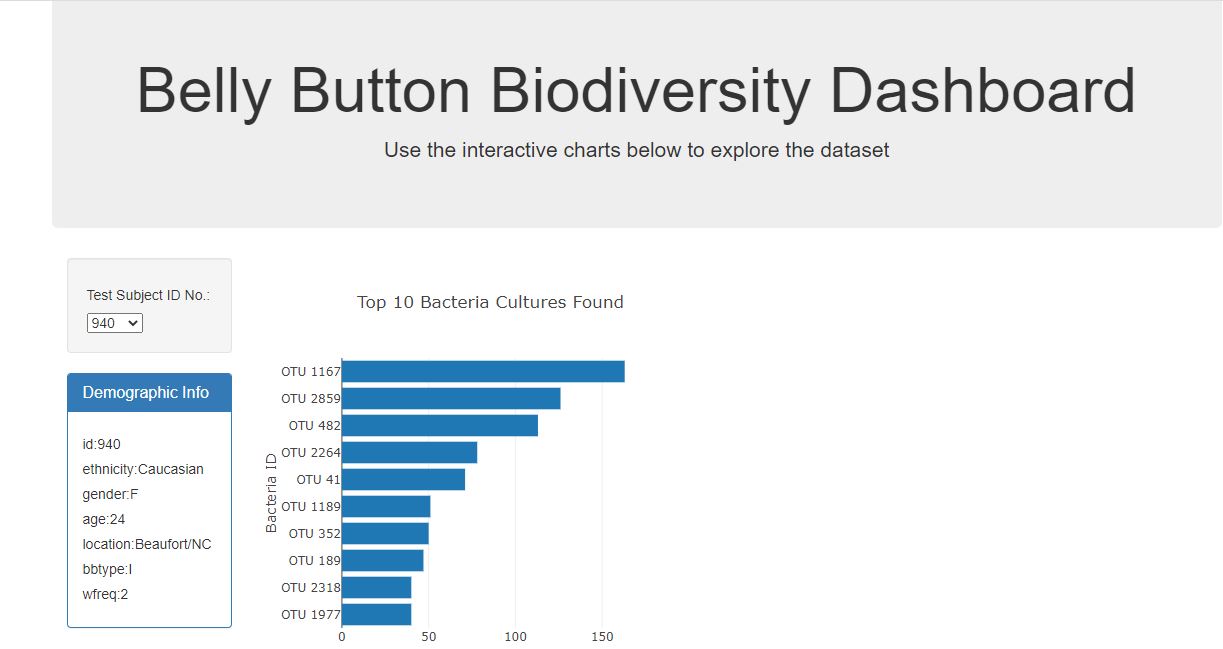 Belly Button Biodiversity Dashboard
Use the interactive charts below to explore the dataset
Test Subject ID No.:
940
Demographic Info
id:940
ethnicity:Caucasian
gender:F
age:24
location:Beaufort/NC
bbtype:I
wfreq:2
Top 10 Bacteria Cultures Found
Bacteria ID
OTU 1167
OTU 2859
OTU 482
OTU 2264
OTU 41
OTU 1189
OTU 352
OTU 189
OTU 2318
OTU 1977
0 50 100 150